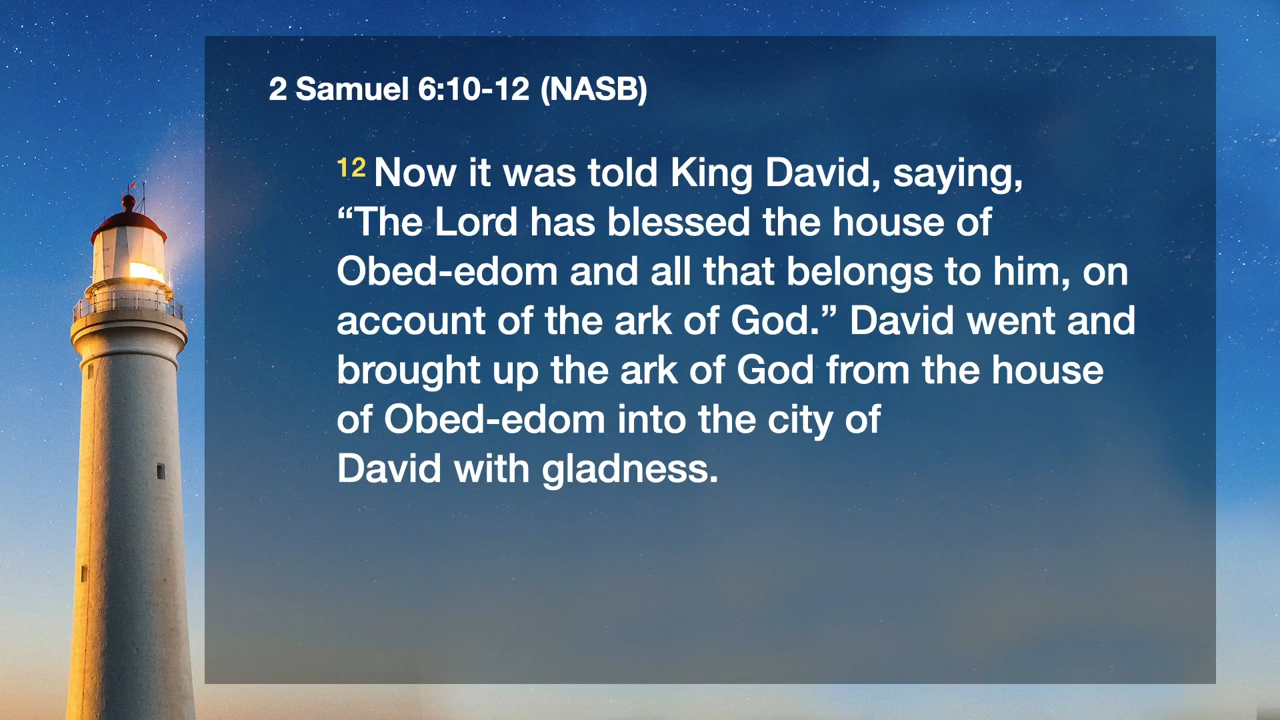 2 Samuel 6:10-12 (NASB)
12 Now it was told King David, saying,
“The Lord has blessed the house of
Obed-edom and all that belongs to him, on
account of the ark of God.” David went and
brought up the ark of God from the house
of Obed-edom into the city of
David with gladness.